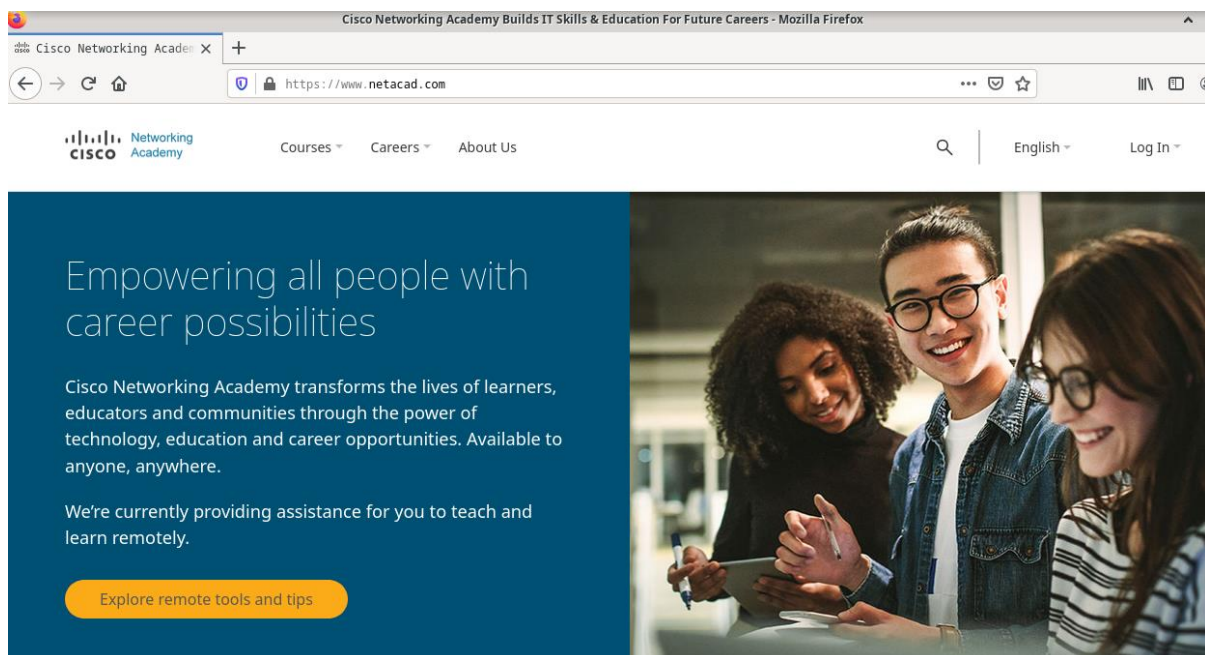 Cisco Networking Academy Builds IT Skills & Education For Future Careers - Mozilla Firefox
Cisco Networking Academ
https://www.netacad.com
CISCO
Networking
Academy
Courses
Careers
About Us
English
Log In
Empowering all people with
career possibilities
Cisco Networking Academy transforms the lives of learners,
educators and communities through the power of
technology, education and career opportunities. Available to
anyone, anywhere.
We're currently providing assistance for you to teach and
learn remotely.
Explore remote tools and tips